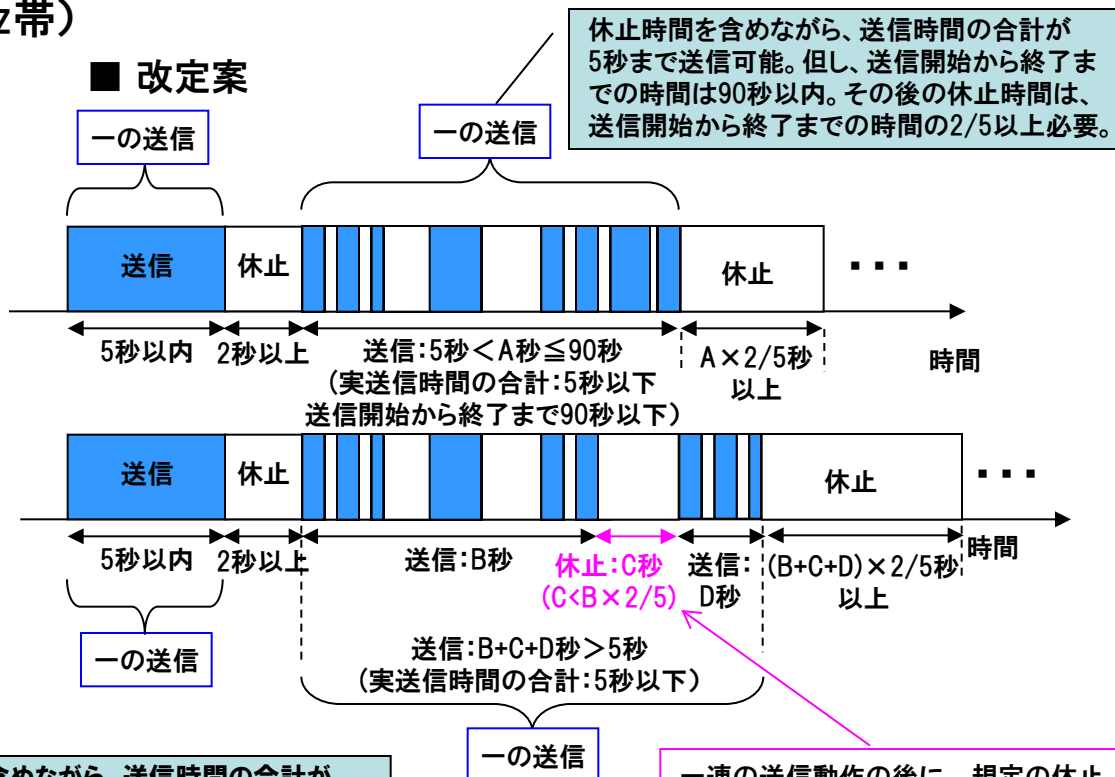 z帯）
■ 改定案
休止時間を含めながら、送信時間の合計が
5秒まで送信可能。但し、送信開始から終了ま
での時間は90秒以内。その後の休止時間は、
送信開始から終了までの時間の2/5以上必要。
一の送信
一の送信
送信
休止
休止
・・・
5秒以内
2秒以上
送信：5秒＜A秒≦90秒
（実送信時間の合計：5秒以下
送信開始から終了まで90秒以下）
A×2/5秒
以上
時間
送信
休止
休止
・・・
5秒以内
2秒以上
送信：B秒
休止：C秒
（C<B×2/5）
送信：
D秒
(B+C+D)×2/5秒
以上
時間
一の送信
送信：B+C+D秒＞5秒
（実送信時間の合計：5秒以下）
一の送信
含めながら、送信時間の合計が
一連の送信動作の後に、規定の休止